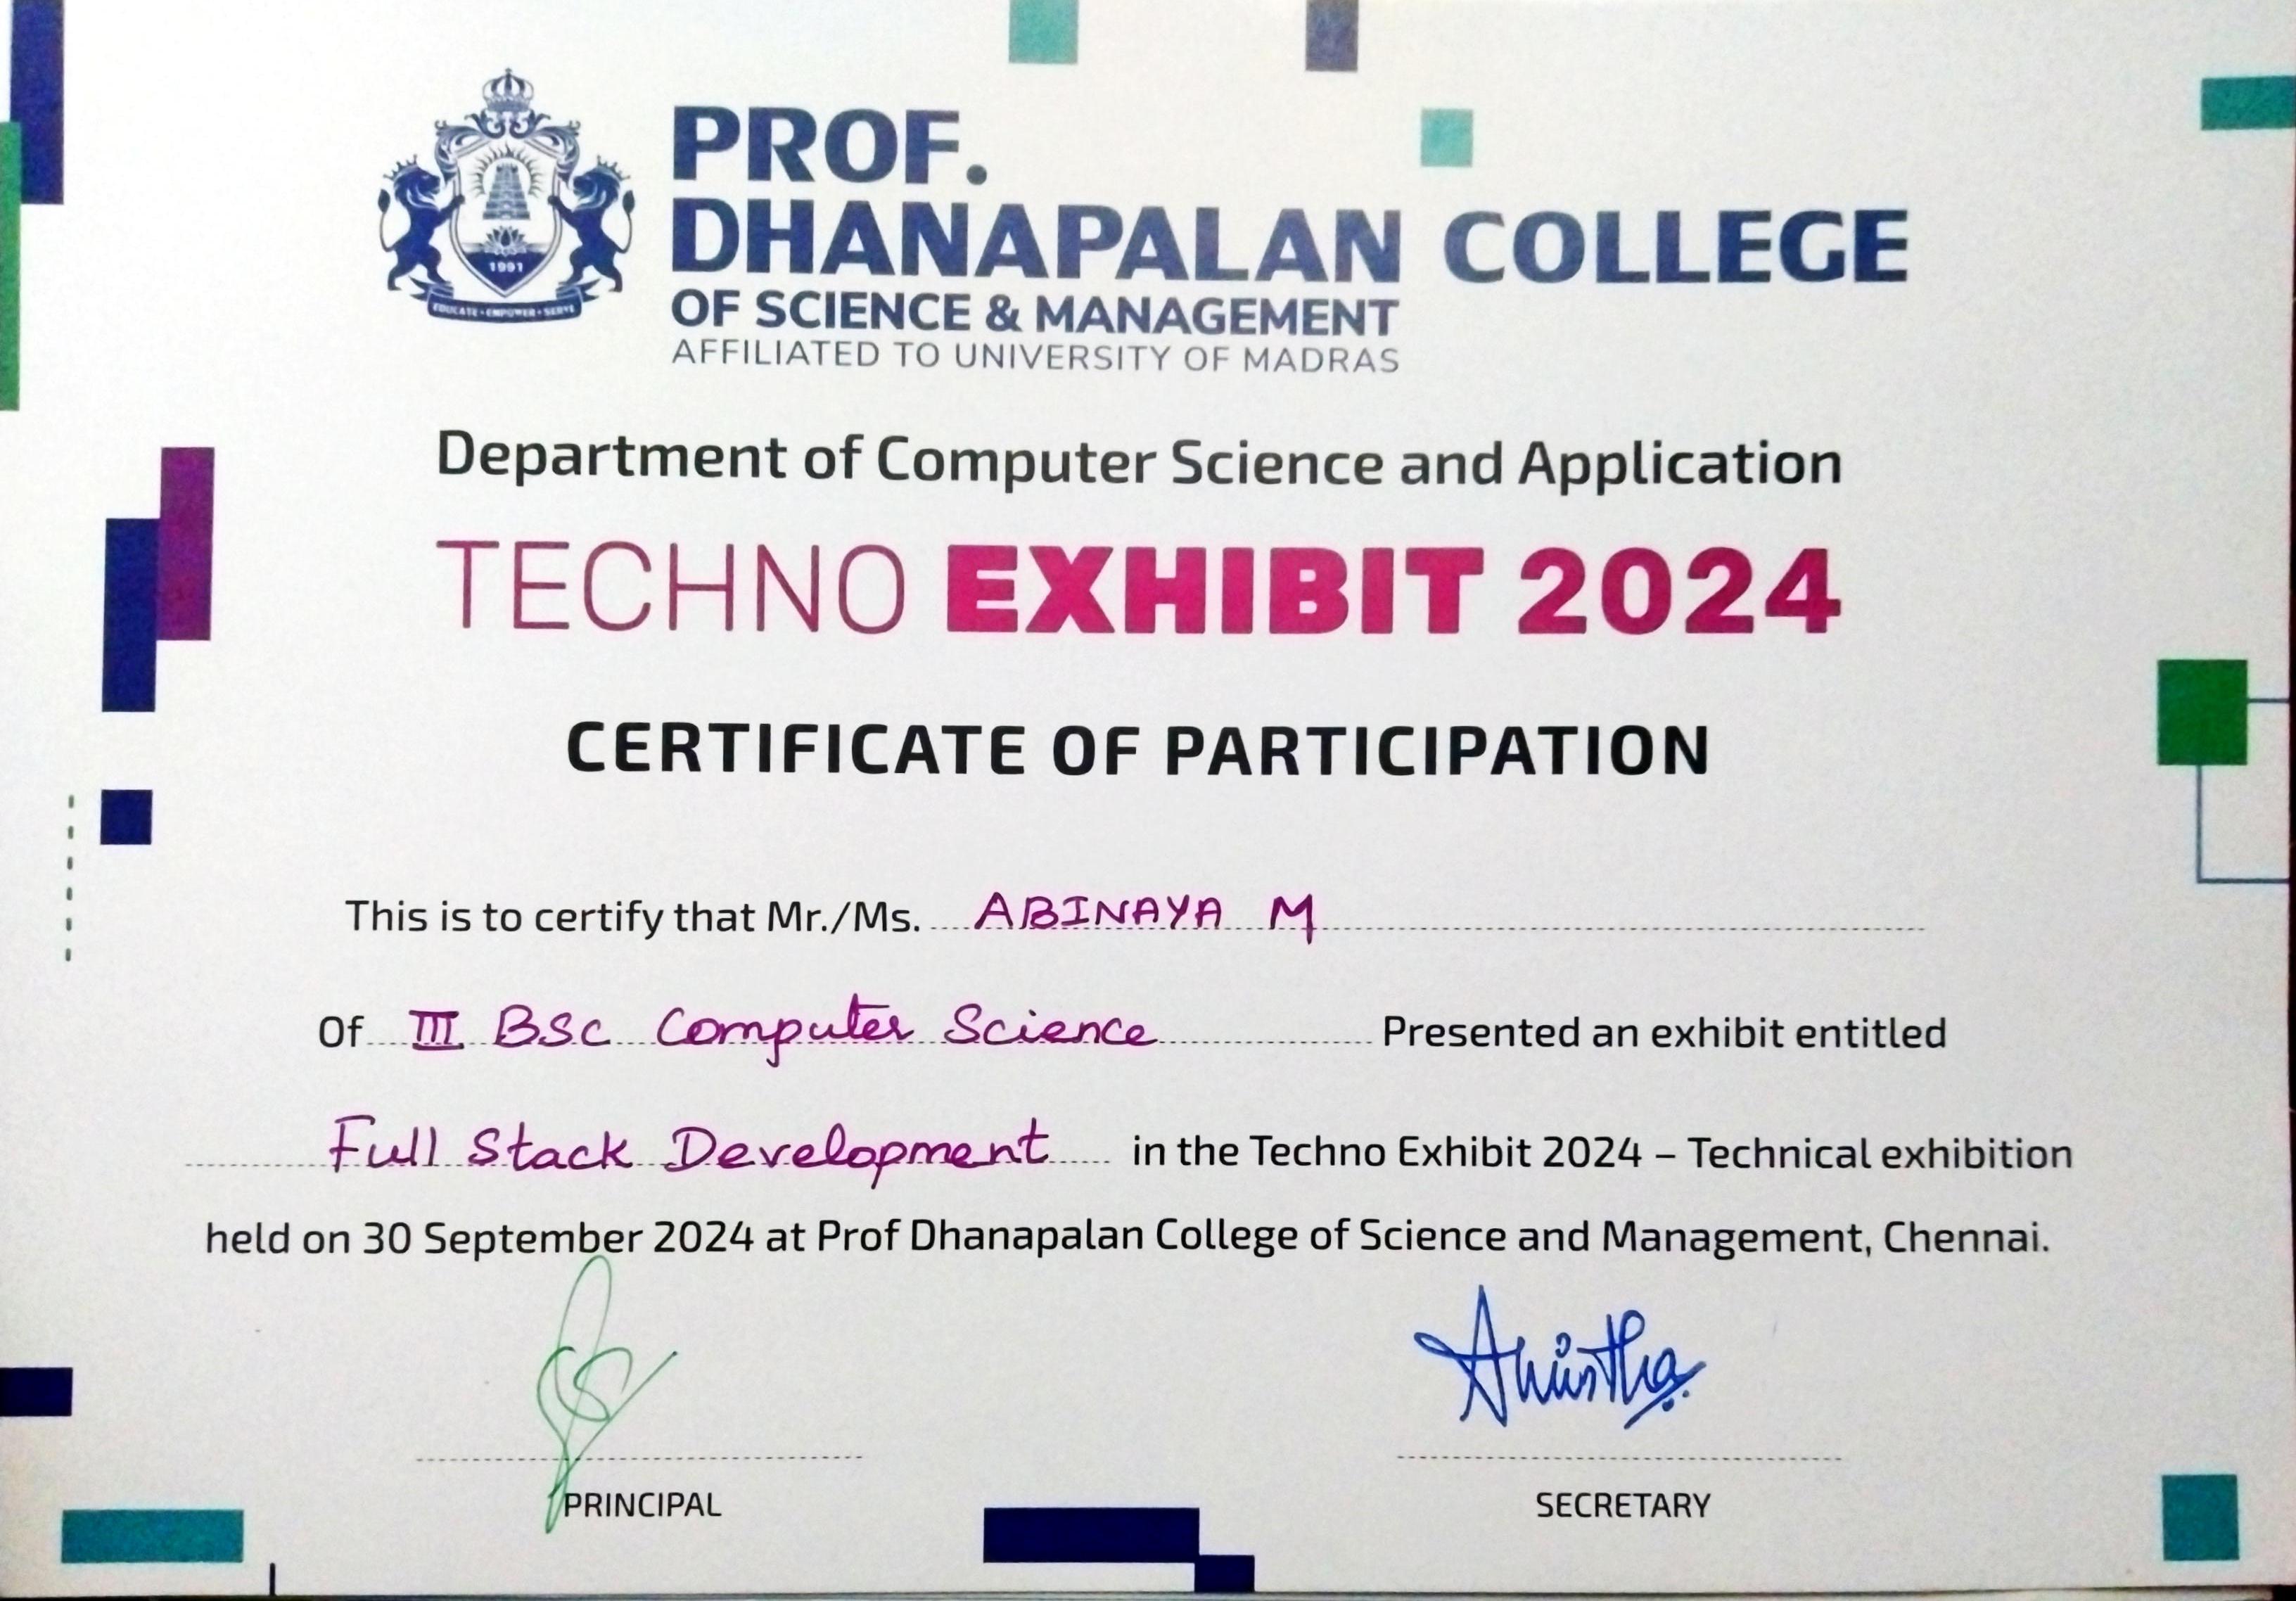 PROF.
DHANAPALAN COLLEGE
OF SCIENCE & MANAGEMENT
AFFILIATED TO UNIVERSITY OF MADRAS
1991
EDUCATE • EMPOWER • SERVE
Department of Computer Science and Application
TECHNO EXHIBIT 2024
CERTIFICATE OF PARTICIPATION
This is to certify that Mr./Ms. ABINAYA M
Of III BSc Computer Science Presented an exhibit entitled
Full Stack Development in the Techno Exhibit 2024 – Technical exhibition
held on 30 September 2024 at Prof Dhanapalan College of Science and Management, Chennai.
PRINCIPAL SECRETARY